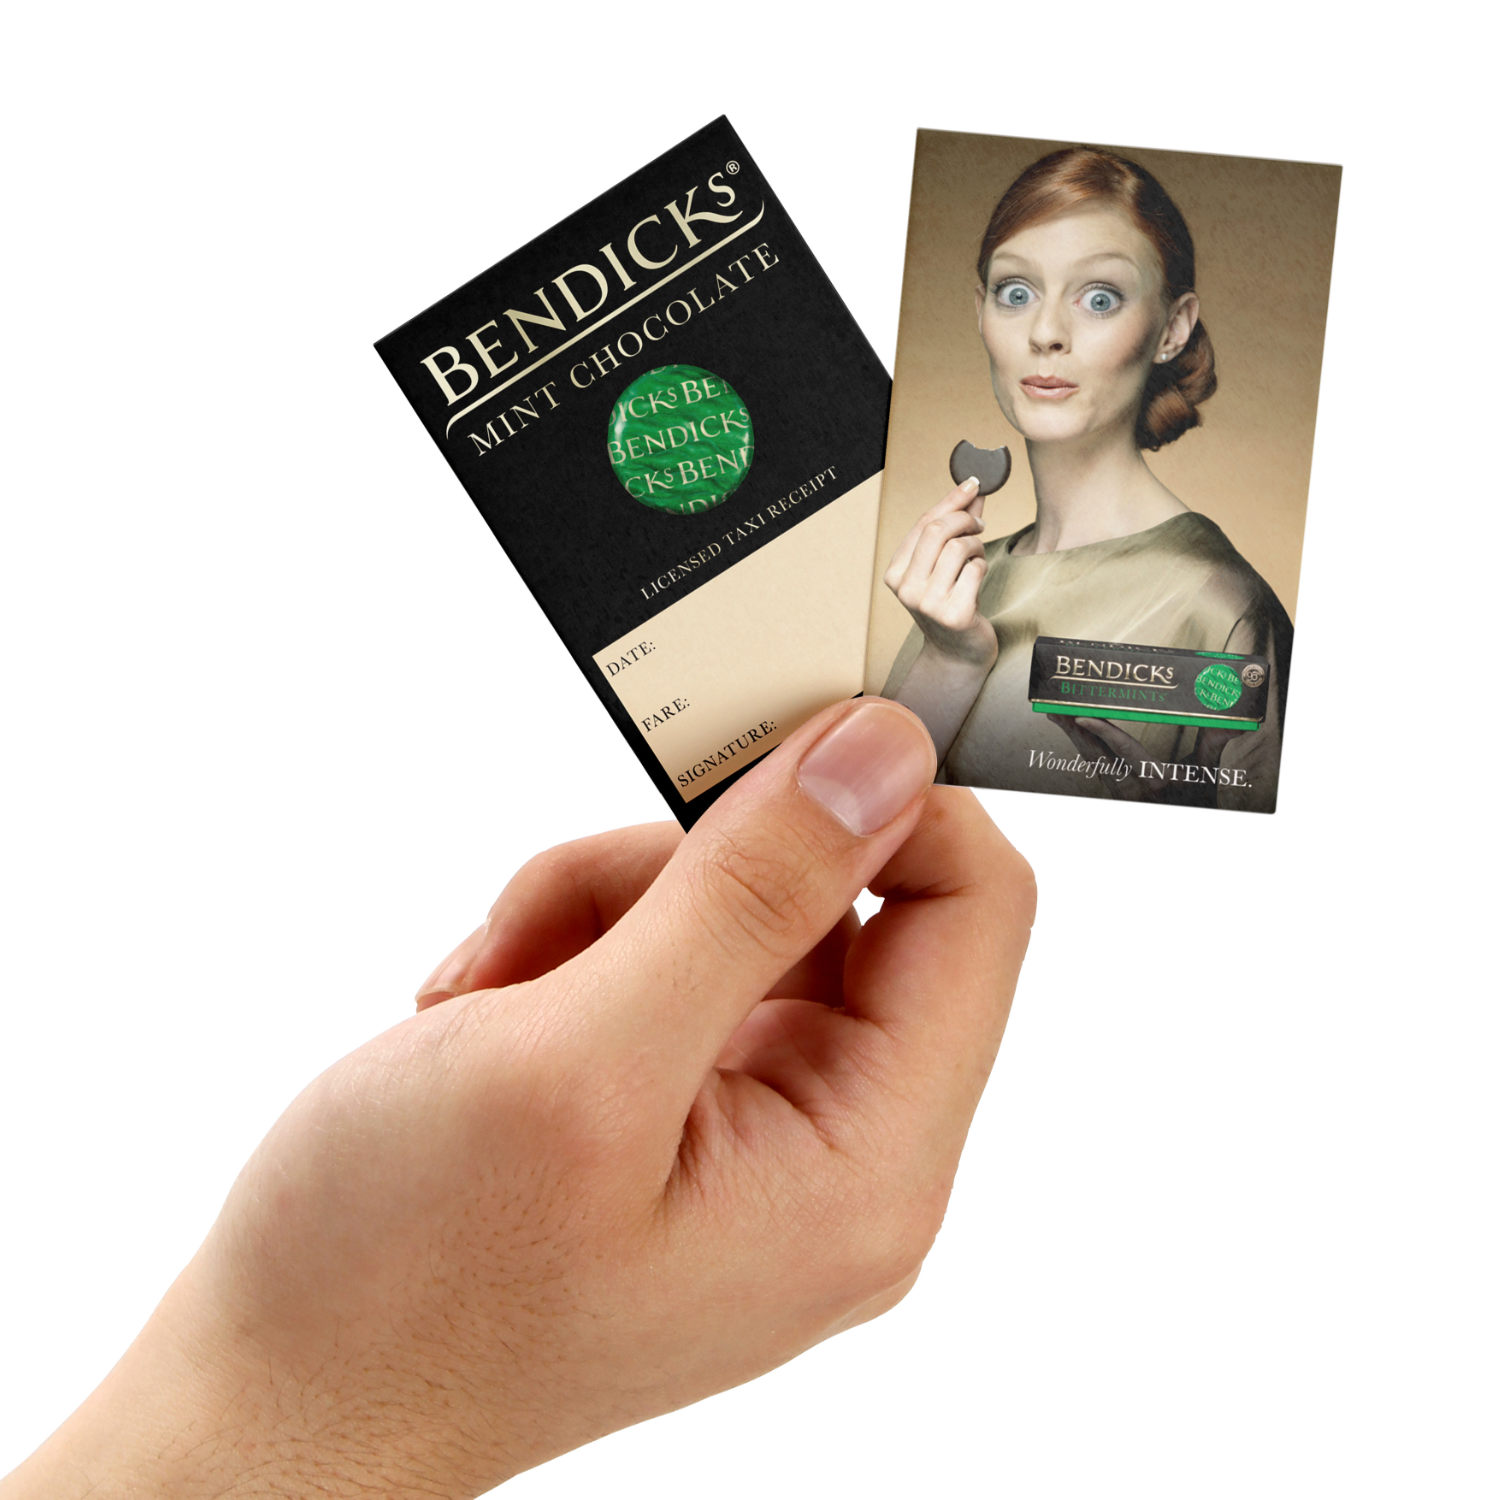 BENDICKS®
MINT CHOCOLATE
BENDICKS
LICENSED TAXI RECEIPT
DATE:
FARE:
SIGNATURE:
BENDICKS
BITTERMINTS
Wonderfully INTENSE.